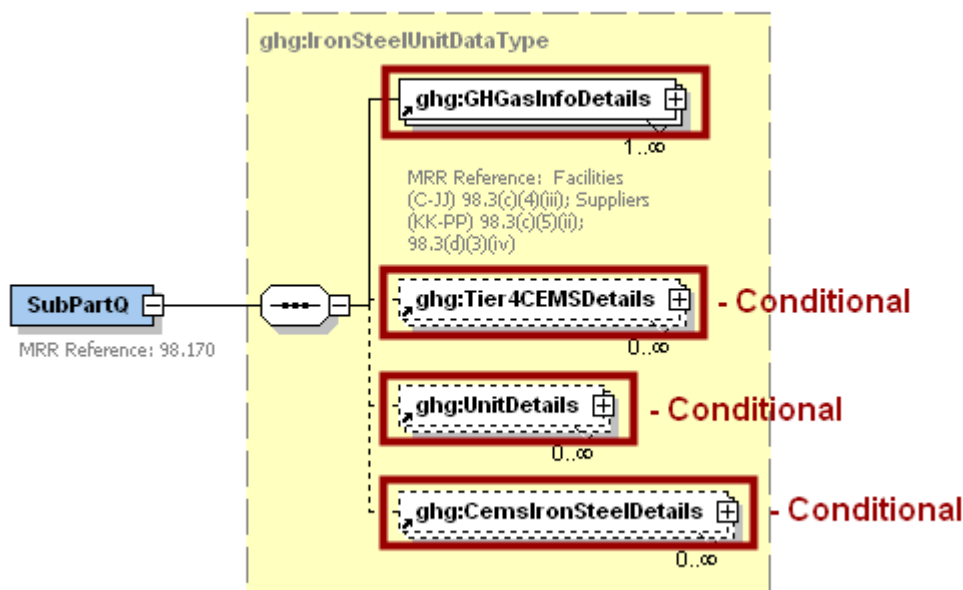 ghg:IronSteelUnitDataType
ghg:GHGasInfoDetails
1..∞
MRR Reference: Facilities
(C-JJ) 98.3(c)(4)(iii); Suppliers
(KK-PP) 98.3(c)(5)(ii);
98.3(d)(3)(iv)
SubPartQ
MRR Reference: 98.170
ghg:Tier4CEMSDetails
- Conditional
0..∞
ghg:UnitDetails
- Conditional
0..∞
ghg:CemsIronSteelDetails
- Conditional
0..∞